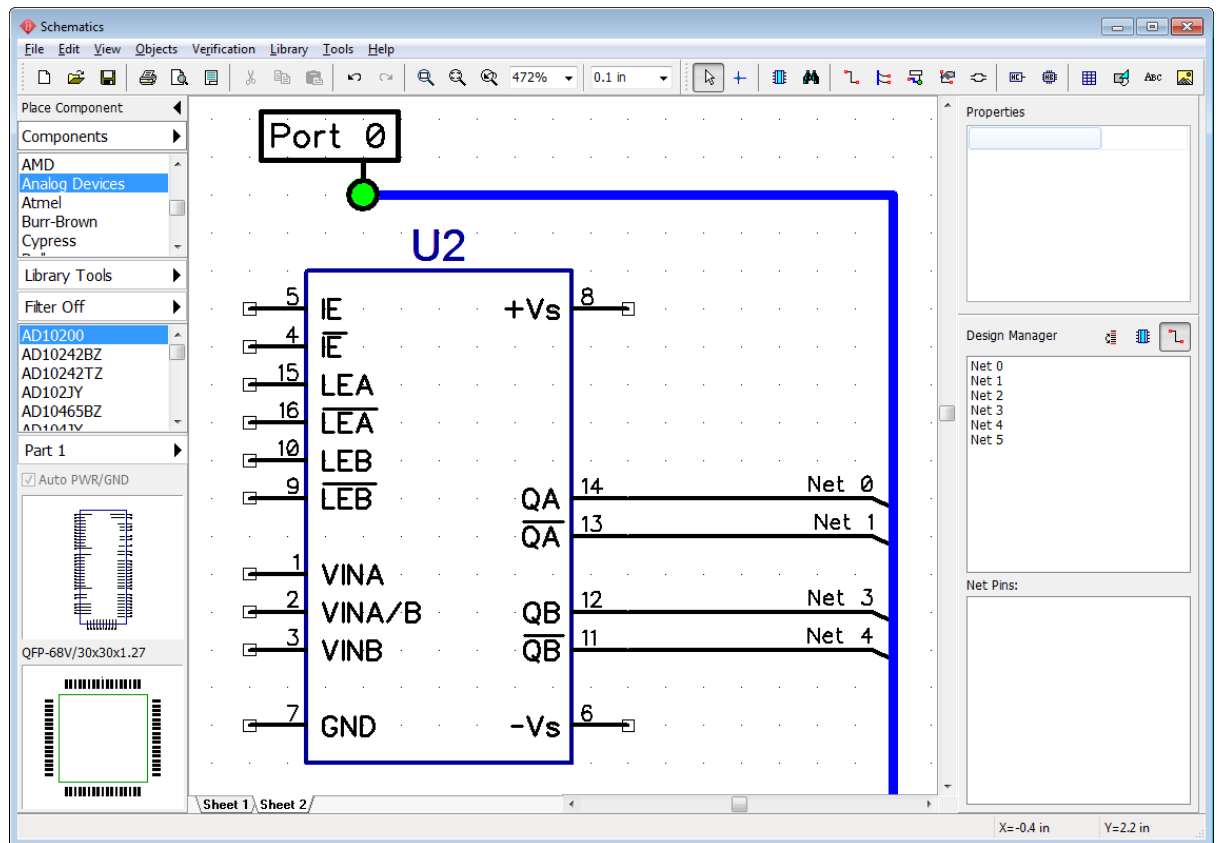 Schematics
File Edit View Objects Verification Library Tools Help
472% 0.1 in ABC
Place Component
Components
AMD
Analog Devices
Atmel
Burr-Brown
Cypress
Library Tools
Filter Off
AD10200
AD10242BZ
AD10242TZ
AD102JY
AD10465BZ
AD104JY
Part 1
Auto PWR/GND
QFP-68V/30x30x1.27
Port 0
U2
5 IE +Vs 8
4 I̅E̅
15 LEA
16 L̅E̅A̅
10 LEB
9 L̅E̅B̅ QA 14 Net 0
Q̅A̅ 13 Net 1
1 VINA
2 VINA/B QB 12 Net 3
3 VINB Q̅B̅ 11 Net 4
7 GND -Vs 6
Sheet 1 Sheet 2
Properties
Design Manager
Net 0
Net 1
Net 2
Net 3
Net 4
Net 5
Net Pins:
X=-0.4 in Y=2.2 in